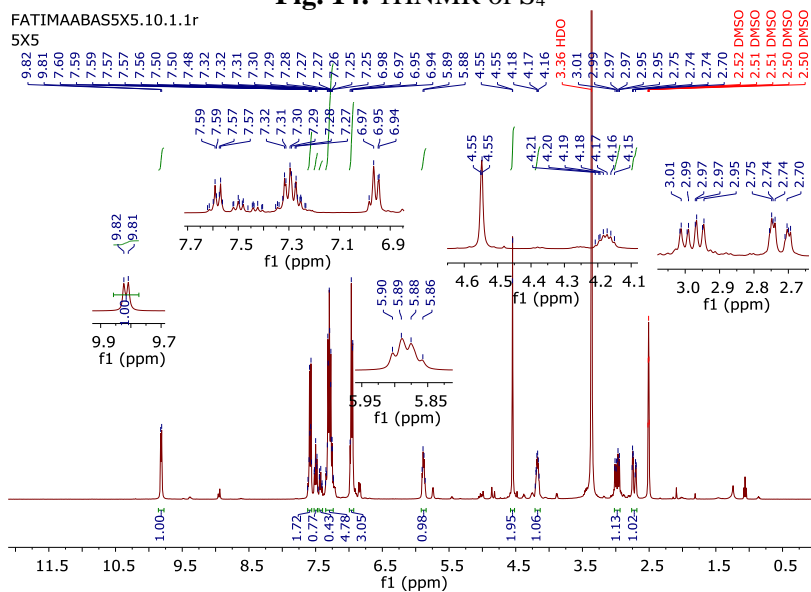 Fig. 14: 1HNMR of S4
FATIMAABAS5X5.10.1.1r
5X5
9.82 9.81 7.60 7.59 7.59 7.57 7.57 7.56 7.50 7.50 7.48 7.32 7.32 7.31 7.30 7.29 7.28 7.27 7.27 7.26 7.25 7.25 6.98 6.97 6.95 6.94 5.89 5.88 4.55 4.55 4.18 4.17 4.16 3.36 HDO 3.01 2.99 2.97 2.97 2.95 2.95 2.75 2.74 2.74 2.70 2.52 DMSO 2.51 DMSO 2.51 DMSO 2.50 DMSO 2.50 DMSO
7.59 7.59 7.57 7.57 7.32 7.31 7.30 7.29 7.28 7.27 6.97 6.95 6.94
4.55 4.55 4.21 4.20 4.19 4.18 4.17 4.16 4.15
3.01 2.99 2.97 2.97 2.95 2.75 2.74 2.74 2.70
7.7 7.5 7.3 7.1 6.9
f1 (ppm)
4.6 4.5 4.4 4.3 4.2 4.1
f1 (ppm)
3.0 2.9 2.8 2.7
f1 (ppm)
9.82 9.81
1.00
9.9 9.7
f1 (ppm)
5.90 5.89 5.88 5.86
5.95 5.85
f1 (ppm)
1.00 1.72 0.77 0.43 4.78 3.05 0.98 1.95 1.06 1.13 1.02
11.5 10.5 9.5 8.5 7.5 6.5 5.5 4.5 3.5 2.5 1.5 0.5
f1 (ppm)